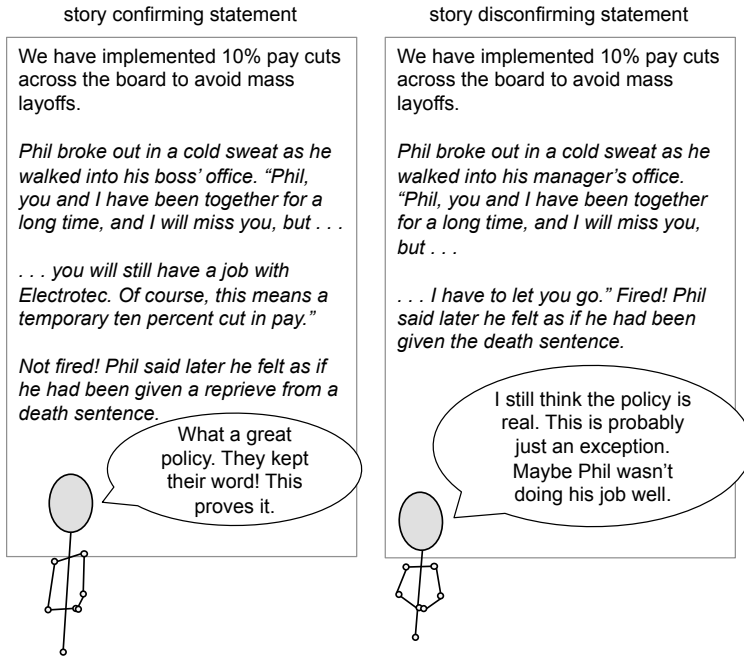 story confirming statement
We have implemented 10% pay cuts
across the board to avoid mass
layoffs.
Phil broke out in a cold sweat as he
walked into his boss’ office. “Phil,
you and I have been together for a
long time, and I will miss you, but . . .
. . . you will still have a job with
Electrotec. Of course, this means a
temporary ten percent cut in pay.”
Not fired! Phil said later he felt as if
he had been given a reprieve from a
death sentence.
What a great
policy. They kept
their word! This
proves it.
story disconfirming statement
We have implemented 10% pay cuts
across the board to avoid mass
layoffs.
Phil broke out in a cold sweat as he
walked into his manager’s office.
“Phil, you and I have been together
for a long time, and I will miss you,
but . . .
. . . I have to let you go.” Fired! Phil
said later he felt as if he had been
given the death sentence.
I still think the policy is
real. This is probably
just an exception.
Maybe Phil wasn’t
doing his job well.